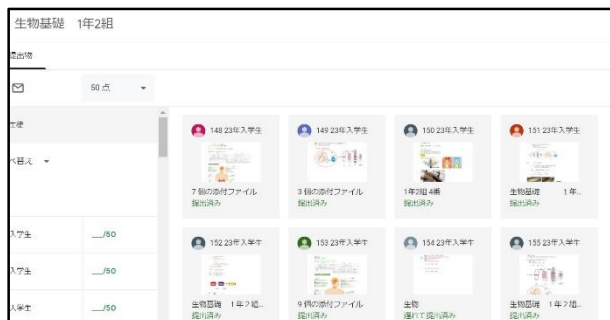 生物基礎 1年2組
提出物
50 点
生徒
べ替え
入学生
__/50
入学生
__/50
入学生
__/50
148 23年入学生
7 個の添付ファイル
提出済み
149 23年入学生
3 個の添付ファイル
提出済み
150 23年入学生
1年2組 4構
提出済み
151 23年入学生
生物基礎 1年...
提出済み
152 23年入学生
生物基礎 1年2組...
提出済み
153 23年入学生
9 個の添付ファイル
提出済み
154 23年入学生
生物
遅れて提出済み
155 23年入学生
生物基礎 1年2組...
提出済み